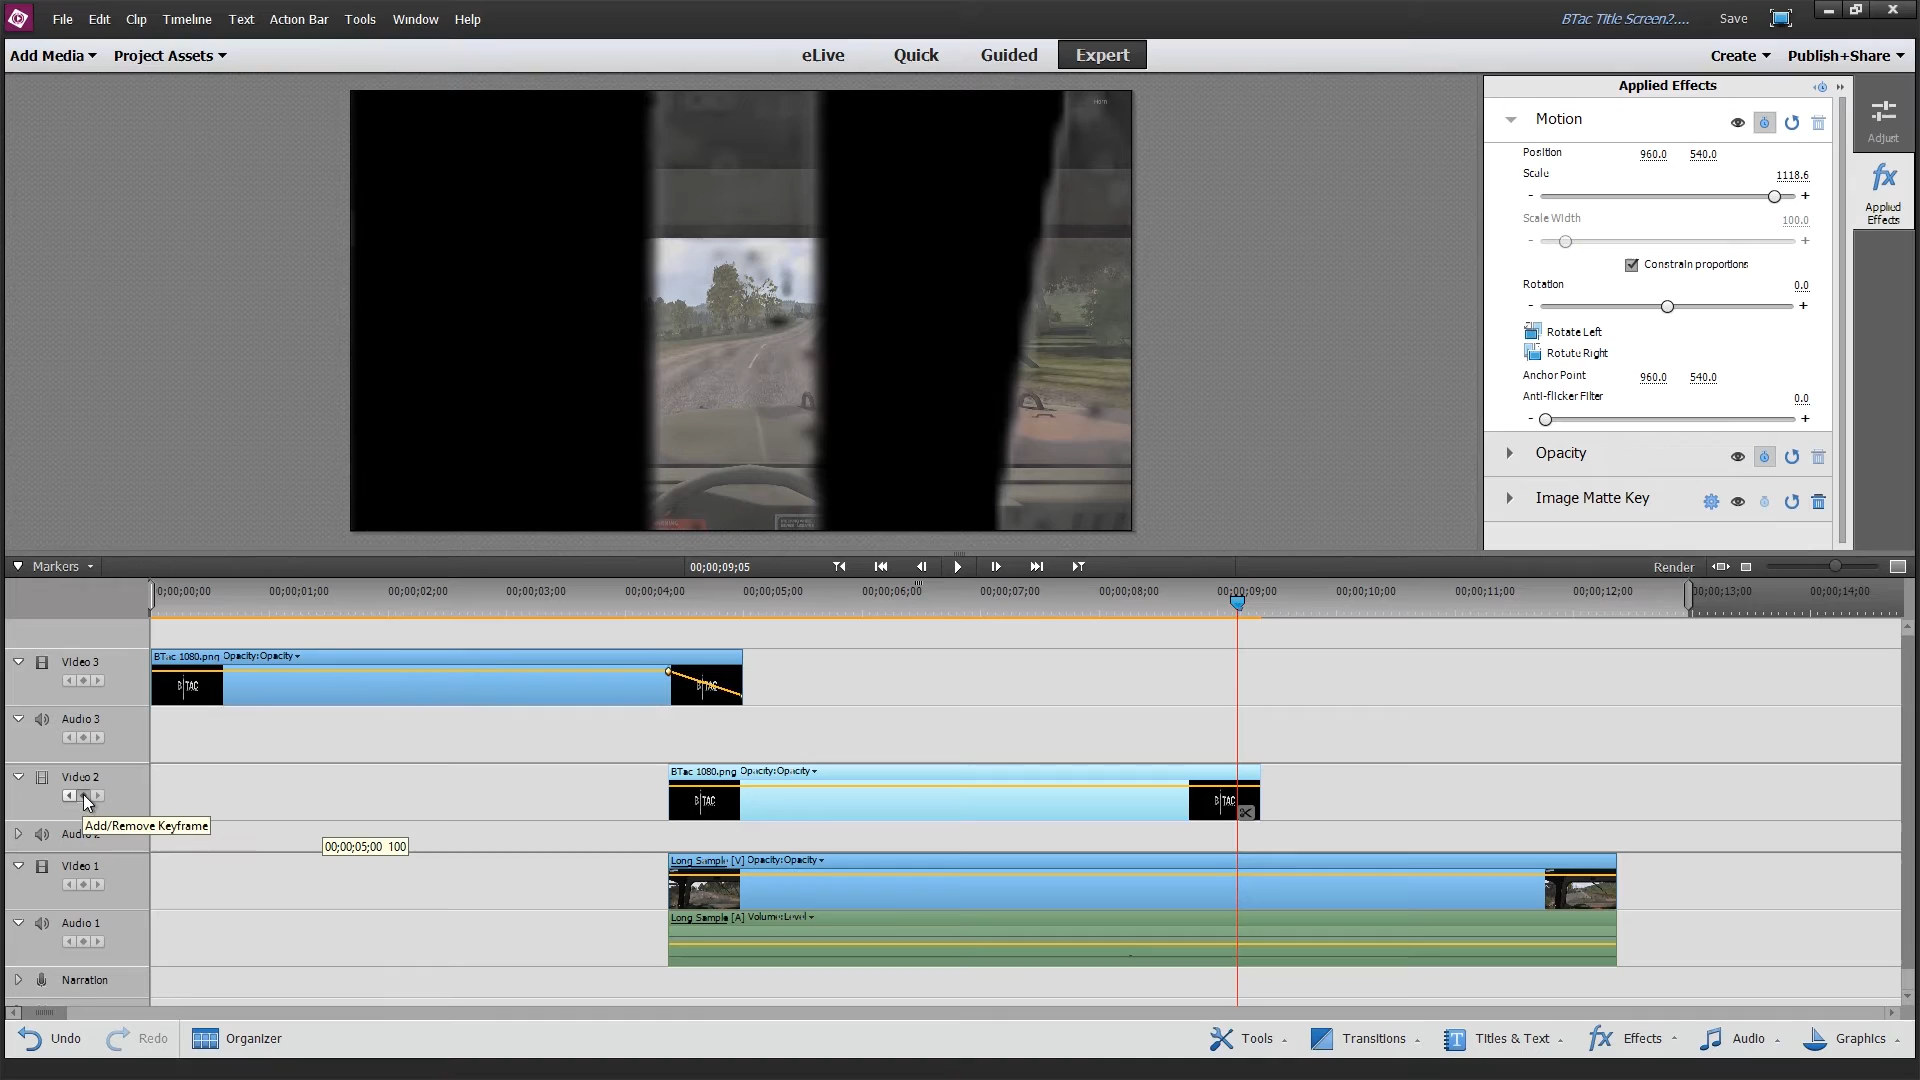 File Edit Clip Timeline Text Action Bar Tools Window Help
BTac Title Screen2.... Save
Add Media Project Assets
eLive Quick Guided Expert
Create Publish+Share
Applied Effects
Motion
Position 960.0 540.0
Scale 1118.6
- +
Scale Width 100.0
- +
Constrain proportions
Rotation 0.0
- +
Rotate Left
Rotate Right
Anchor Point 960.0 540.0
Anti-flicker Filter 0.0
- +
Opacity
Image Matte Key
Adjust
fx
Applied
Effects
Markers
00;00;09;05
Render
0;00;00;00 00;00;01;00 00;00;02;00 00;00;03;00 00;00;04;00 00;00;05;00 00;00;06;00 00;00;07;00 00;00;08;00 00;00;09;00 00;00;10;00 00;00;11;00 00;00;12;00 00;00;13;00 00;00;14;00
Video 3
BTac 1080.png Opacity:Opacity
Audio 3
Video 2
BTac 1080.png Opacity:Opacity
Add/Remove Keyframe
00;00;05;00 100
Video 1
Long Sample [V] Opacity:Opacity
Audio 1
Long Sample [A] Volume:Level
Narration
Undo Redo Organizer
Tools Transitions Titles & Text fx Effects Audio Graphics